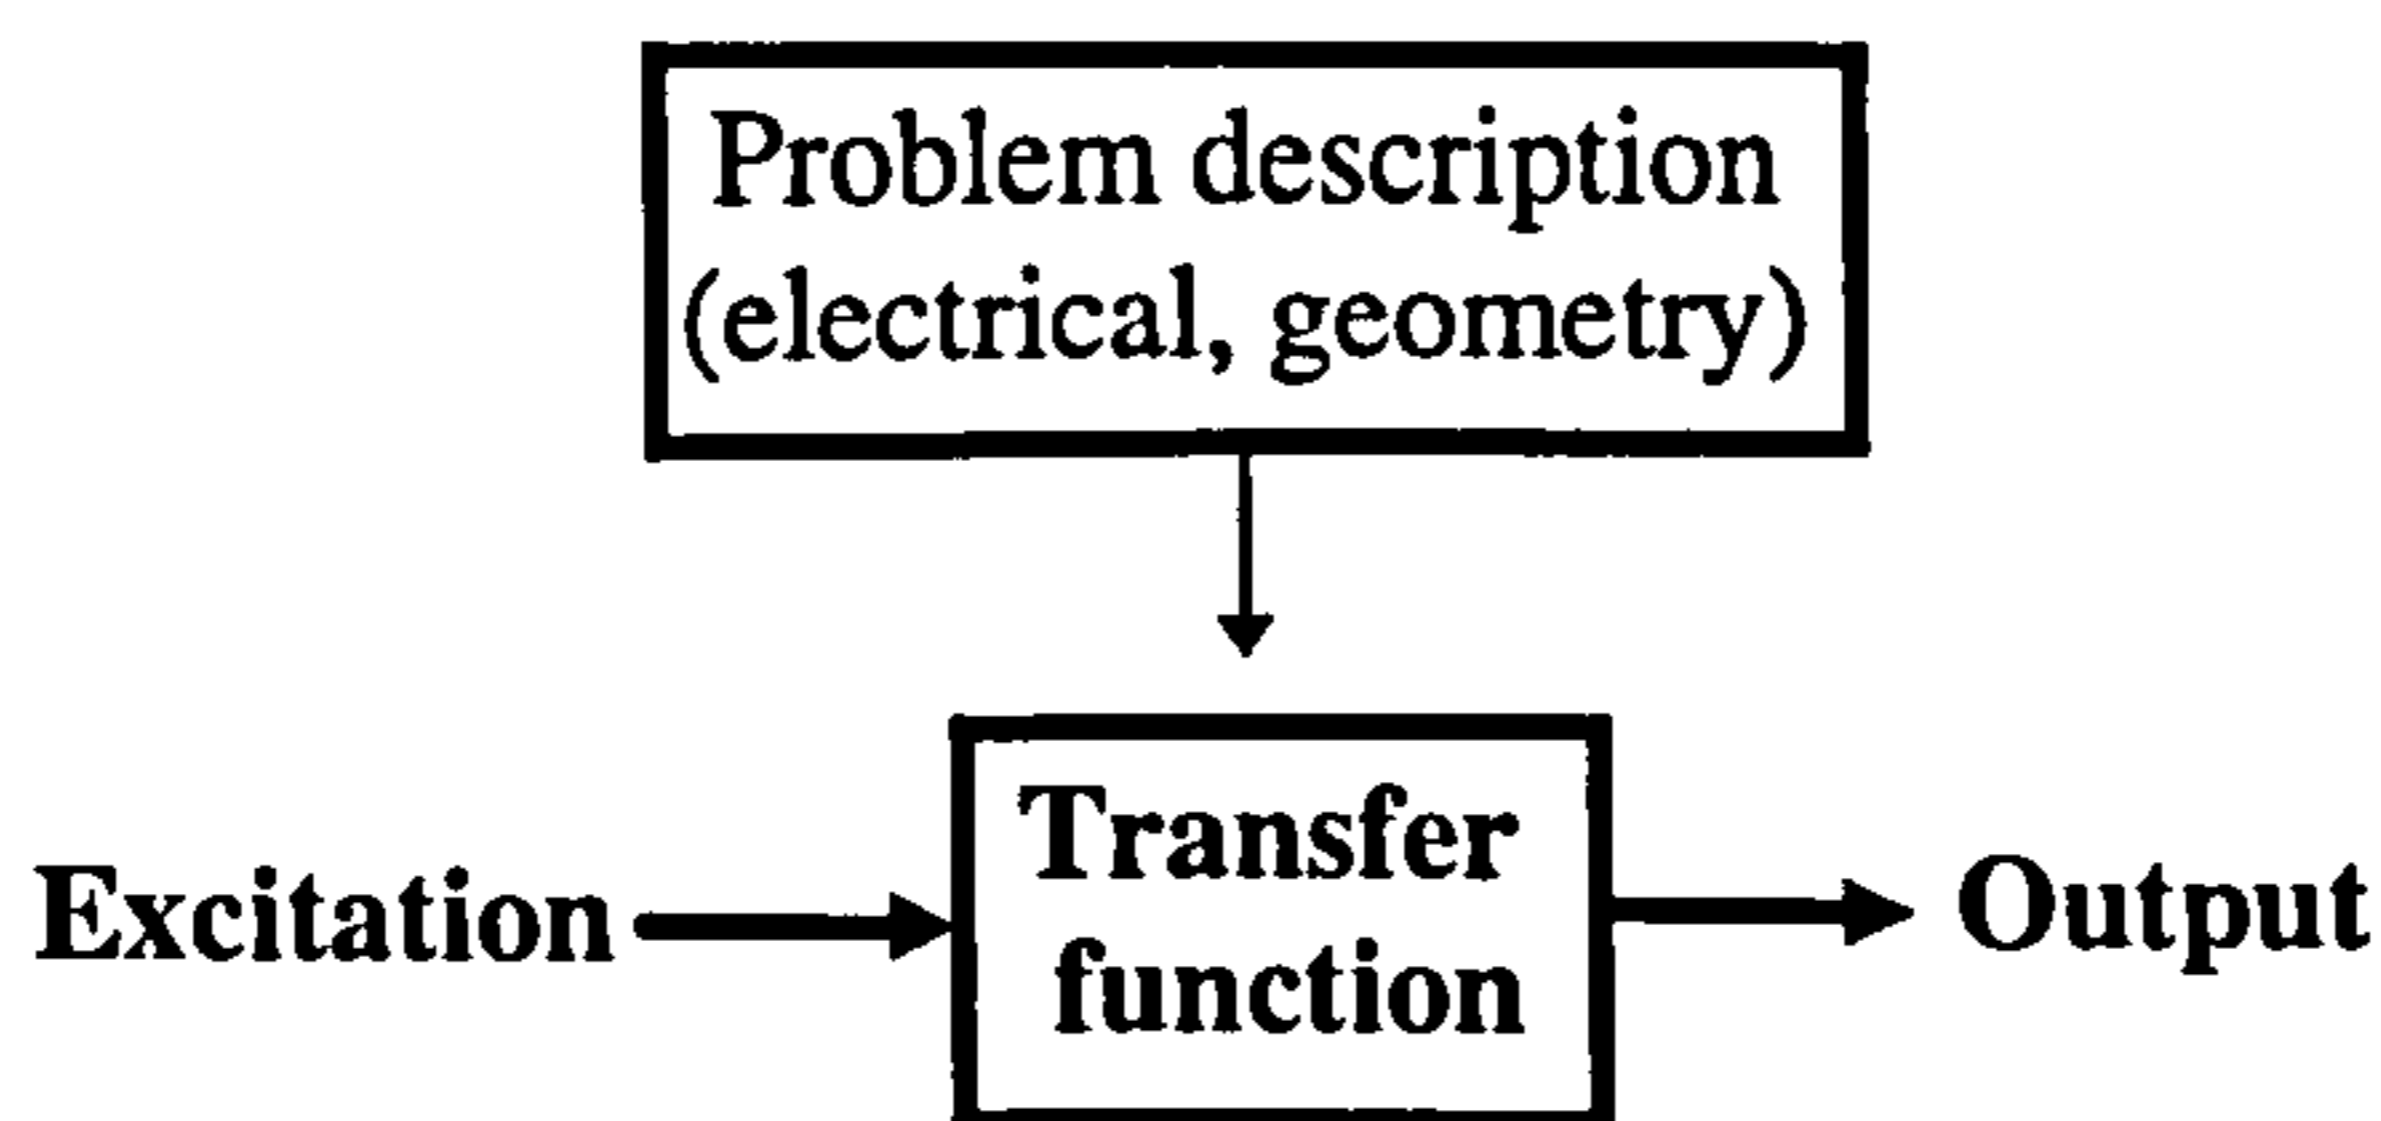 Problem description
(electrical, geometry)
Transfer
function
Excitation
Output